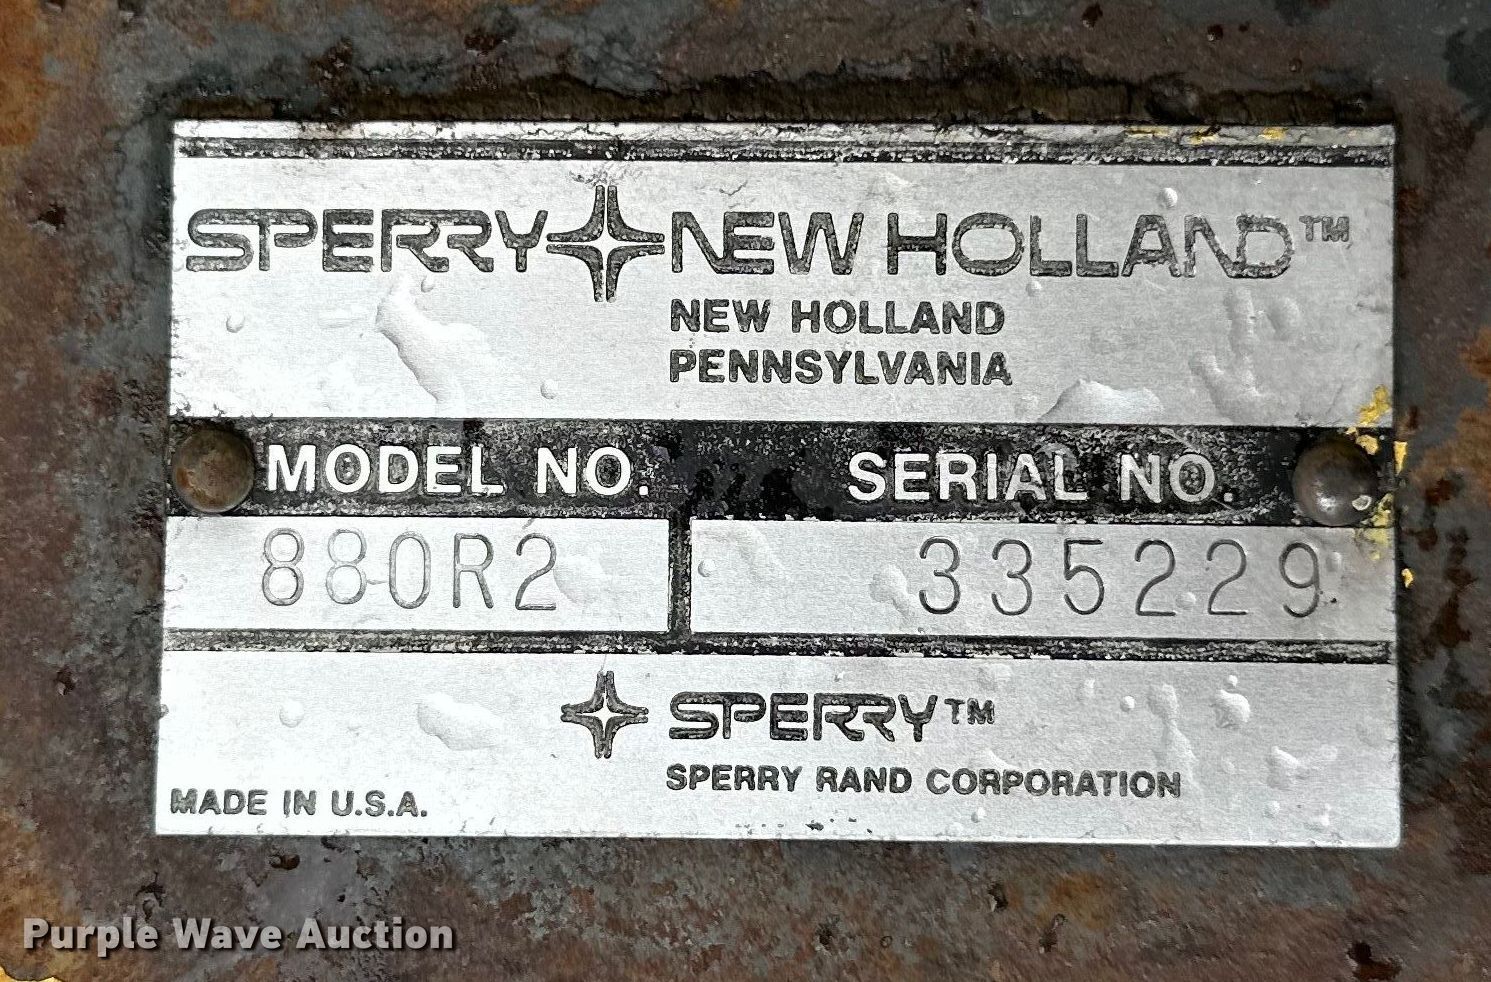 SPERRY NEW HOLLAND™
NEW HOLLAND
PENNSYLVANIA
MODEL NO. SERIAL NO.
880R2 335229
SPERRY™
SPERRY RAND CORPORATION
MADE IN U.S.A.
Purple Wave Auction